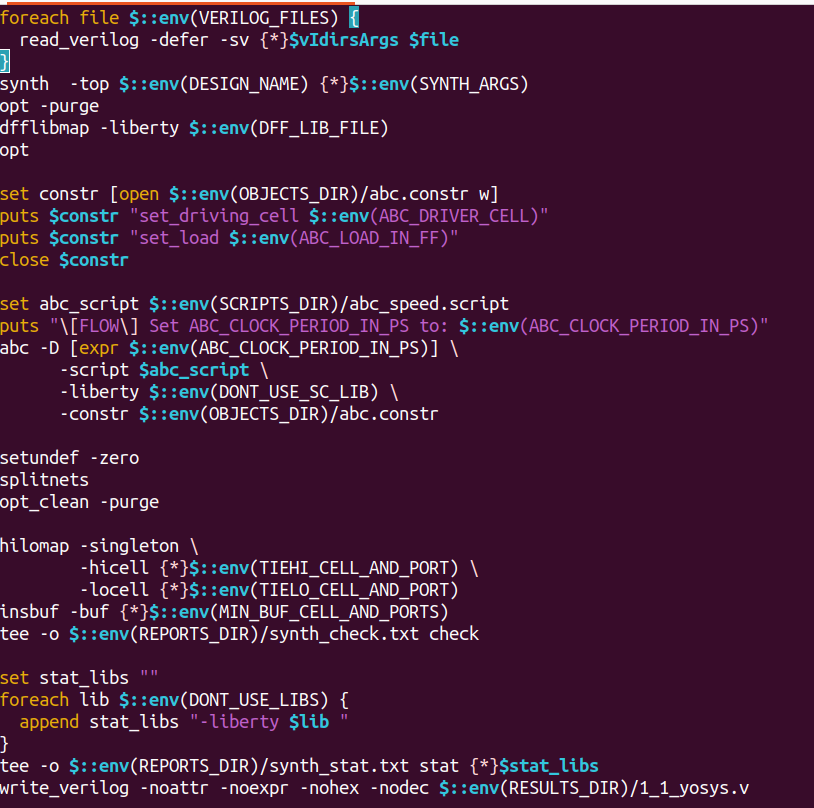 foreach file $::env(VERILOG_FILES) {
  read_verilog -defer -sv {*}$vIdirsArgs $file
}
synth  -top $::env(DESIGN_NAME) {*}$::env(SYNTH_ARGS)
opt -purge
dfflibmap -liberty $::env(DFF_LIB_FILE)
opt

set constr [open $::env(OBJECTS_DIR)/abc.constr w]
puts $constr "set_driving_cell $::env(ABC_DRIVER_CELL)"
puts $constr "set_load $::env(ABC_LOAD_IN_FF)"
close $constr

set abc_script $::env(SCRIPTS_DIR)/abc_speed.script
puts "\[FLOW\] Set ABC_CLOCK_PERIOD_IN_PS to: $::env(ABC_CLOCK_PERIOD_IN_PS)"
abc -D [expr $::env(ABC_CLOCK_PERIOD_IN_PS)] \
      -script $abc_script \
      -liberty $::env(DONT_USE_SC_LIB) \
      -constr $::env(OBJECTS_DIR)/abc.constr

setundef -zero
splitnets
opt_clean -purge

hilomap -singleton \
        -hicell {*}$::env(TIEHI_CELL_AND_PORT) \
        -locell {*}$::env(TIELO_CELL_AND_PORT)
insbuf -buf {*}$::env(MIN_BUF_CELL_AND_PORTS)
tee -o $::env(REPORTS_DIR)/synth_check.txt check

set stat_libs ""
foreach lib $::env(DONT_USE_LIBS) {
  append stat_libs "-liberty $lib "
}
tee -o $::env(REPORTS_DIR)/synth_stat.txt stat {*}$stat_libs
write_verilog -noattr -noexpr -nohex -nodec $::env(RESULTS_DIR)/1_1_yosys.v